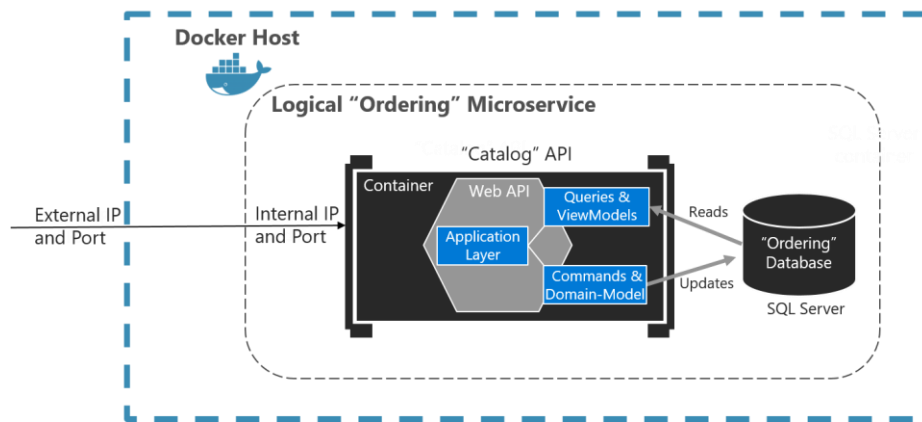 Docker Host
Logical “Ordering” Microservice
“Catalog” API
Container
Web API
Queries &
ViewModels
Application
Layer
Commands &
Domain-Model
External IP
and Port
Internal IP
and Port
Reads
Updates
“Ordering”
Database
SQL Server